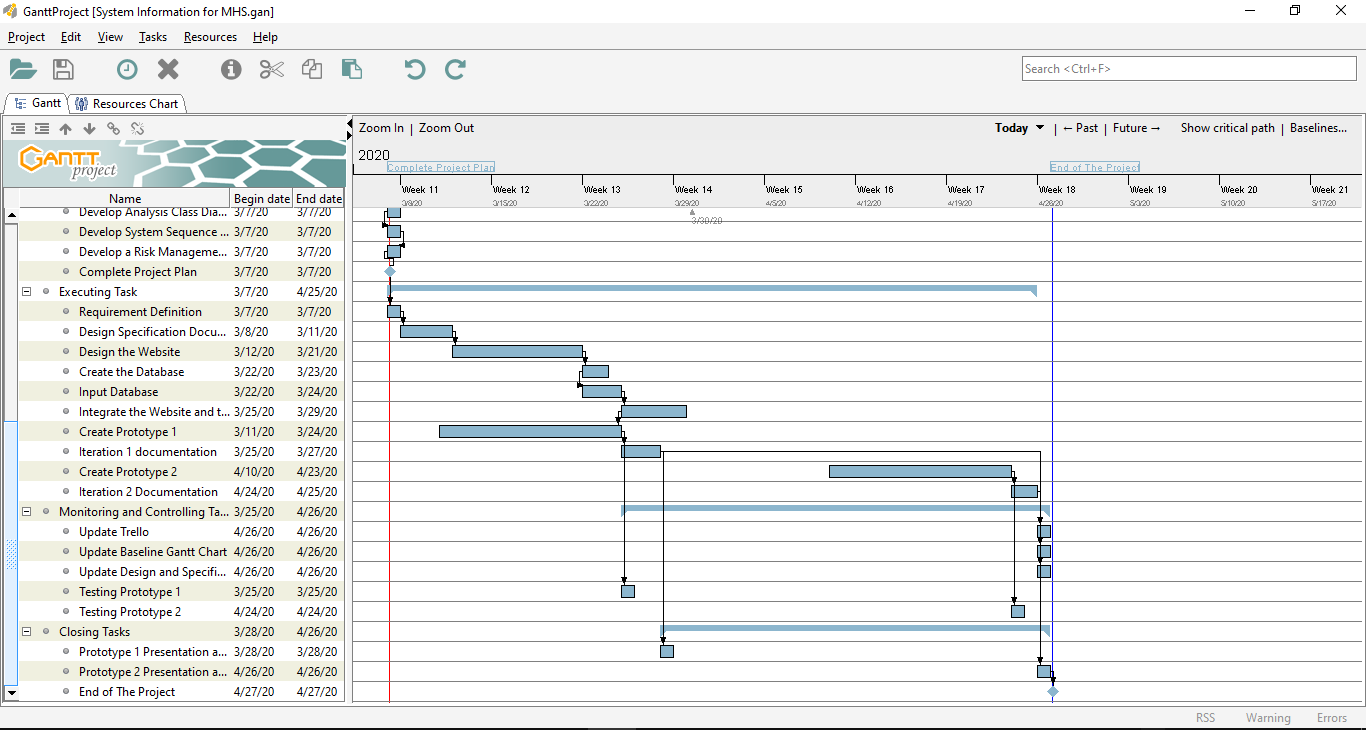 GanttProject [System Information for MHS.gan]
Project Edit View Tasks Resources Help
Search <Ctrl+F>
Gantt Resources Chart
Zoom In | Zoom Out Today | ←Past | Future→ Show critical path | Baselines...
GANTT project
2020
Complete Project Plan End of The Project
Week 11 Week 12 Week 13 Week 14 Week 15 Week 16 Week 17 Week 18 Week 19 Week 20 Week 21
3/8/20 3/15/20 3/22/20 3/29/20 4/5/20 4/12/20 4/19/20 4/26/20 5/3/20 5/10/20 5/17/20
3/30/20
Name Begin date End date
Develop Analysis Class Dia... 3/7/20 3/7/20
Develop System Sequence ... 3/7/20 3/7/20
Develop a Risk Manageme... 3/7/20 3/7/20
Complete Project Plan 3/7/20 3/7/20
Executing Task 3/7/20 4/25/20
Requirement Definition 3/7/20 3/7/20
Design Specification Docu... 3/8/20 3/11/20
Design the Website 3/12/20 3/21/20
Create the Database 3/22/20 3/23/20
Input Database 3/22/20 3/24/20
Integrate the Website and t... 3/25/20 3/29/20
Create Prototype 1 3/11/20 3/24/20
Iteration 1 documentation 3/25/20 3/27/20
Create Prototype 2 4/10/20 4/23/20
Iteration 2 Documentation 4/24/20 4/25/20
Monitoring and Controlling Ta... 3/25/20 4/26/20
Update Trello 4/26/20 4/26/20
Update Baseline Gantt Chart 4/26/20 4/26/20
Update Design and Specifi... 4/26/20 4/26/20
Testing Prototype 1 3/25/20 3/25/20
Testing Prototype 2 4/24/20 4/24/20
Closing Tasks 3/28/20 4/26/20
Prototype 1 Presentation a... 3/28/20 3/28/20
Prototype 2 Presentation a... 4/26/20 4/26/20
End of The Project 4/27/20 4/27/20
RSS Warning Errors